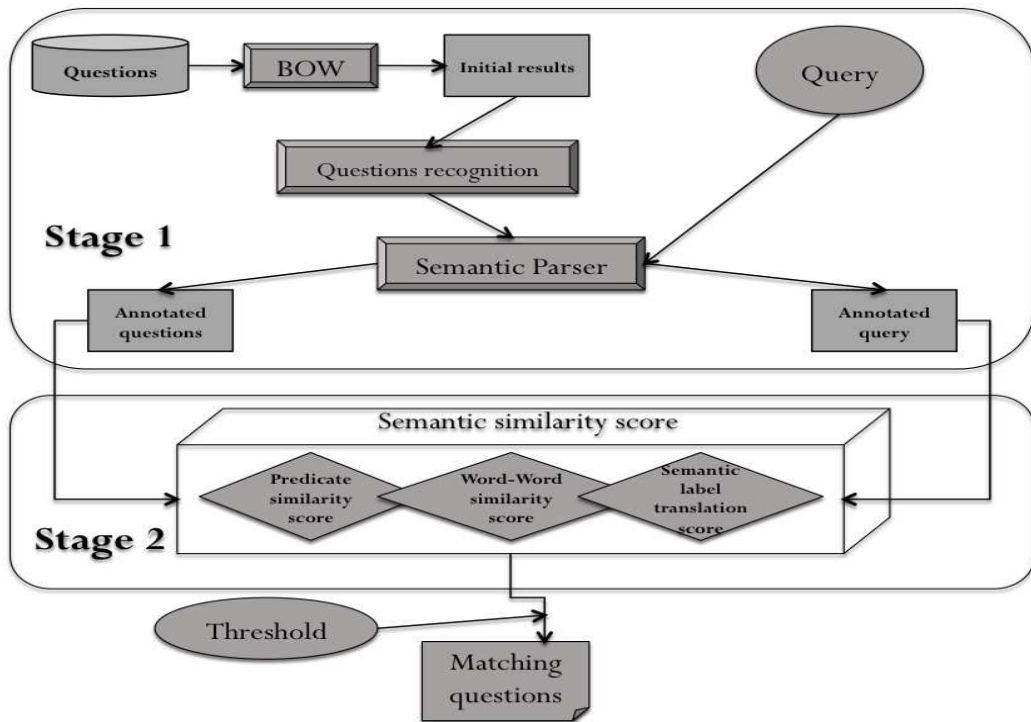 Questions
BOW
Initial results
Query
Questions recognition
Stage 1
Semantic Parser
Annotated
questions
Annotated
query
Semantic similarity score
Predicate
similarity
score
Word-Word
similarity
score
Semantic
label
translation
score
Stage 2
Threshold
Matching
questions